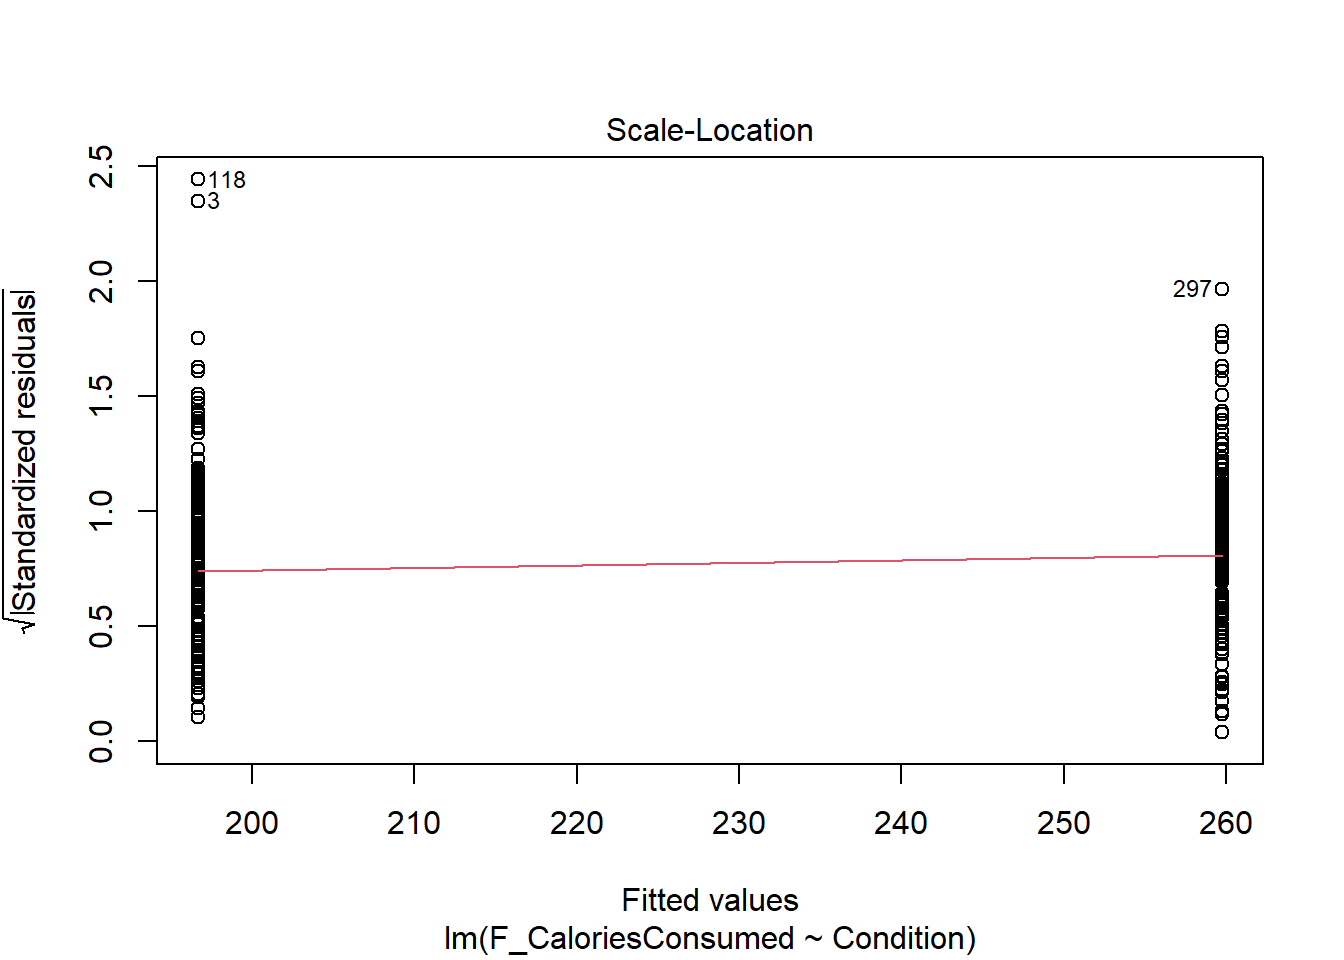 Scale-Location
√|Standardized residuals|
2.5
2.0
1.5
1.0
0.5
0.0
118
3
297
200 210 220 230 240 250 260
Fitted values
lm(F_CaloriesConsumed ~ Condition)